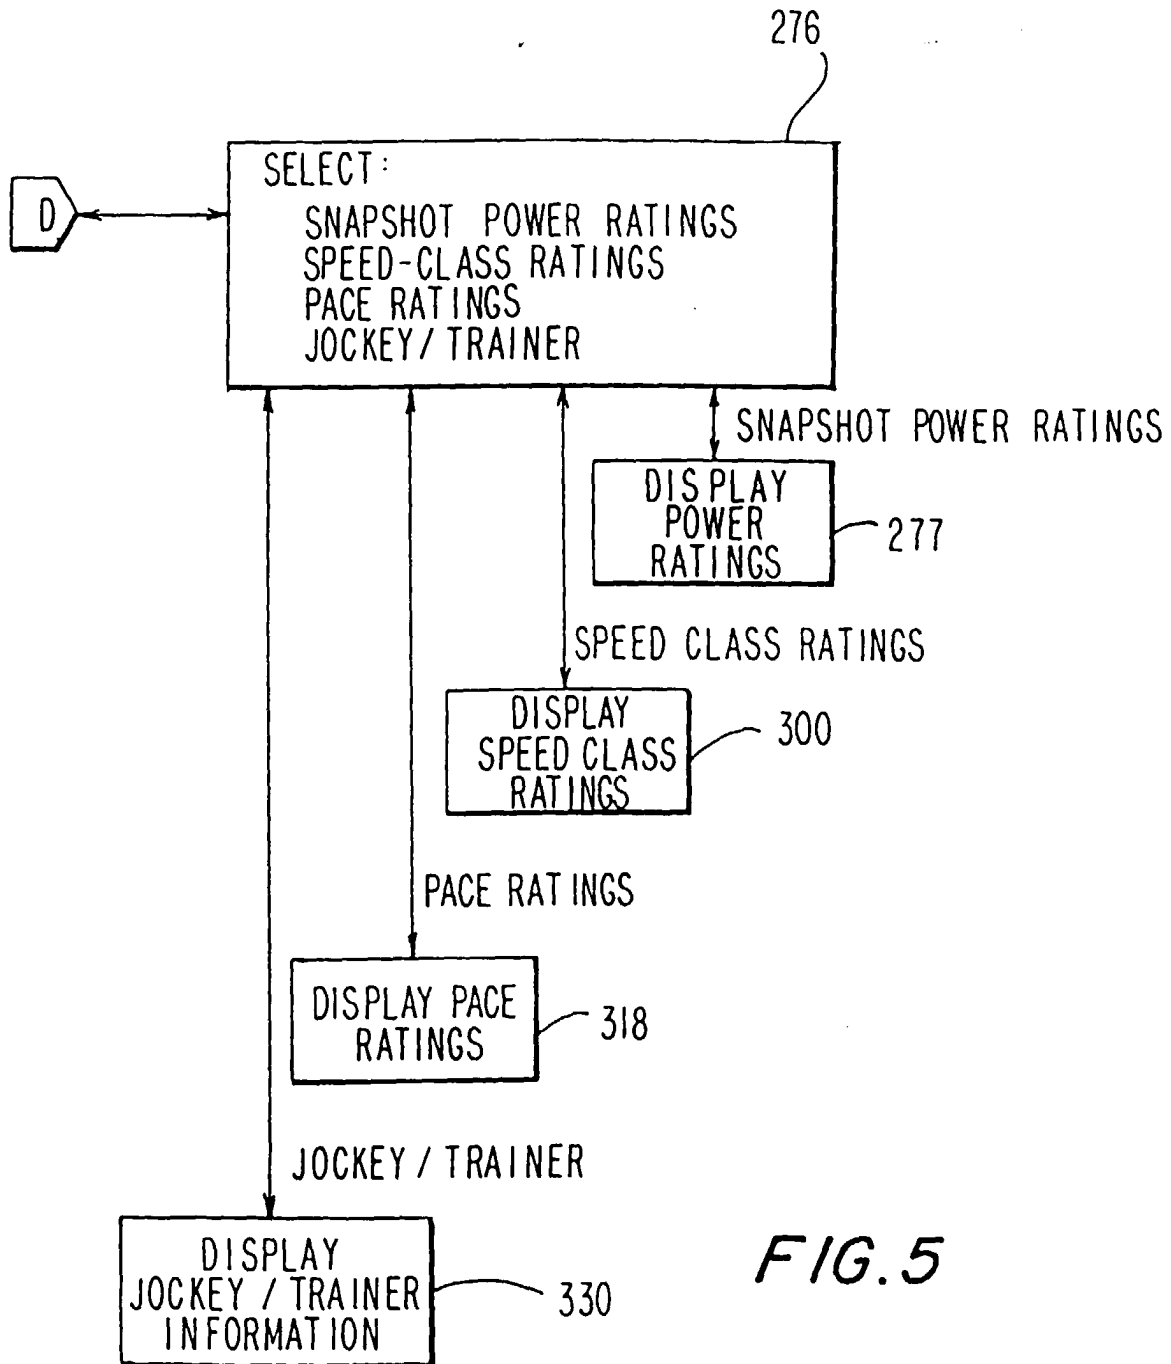 276
SELECT:
D
SNAPSHOT POWER RATINGS
SPEED-CLASS RATINGS
PACE RATINGS
JOCKEY/TRAINER
SNAPSHOT POWER RATINGS
DISPLAY
POWER
RATINGS
277
SPEED CLASS RATINGS
DISPLAY
SPEED CLASS
RATINGS
300
PACE RATINGS
DISPLAY PACE
RATINGS
318
JOCKEY / TRAINER
DISPLAY
JOCKEY / TRAINER
INFORMATION
330
FIG. 5